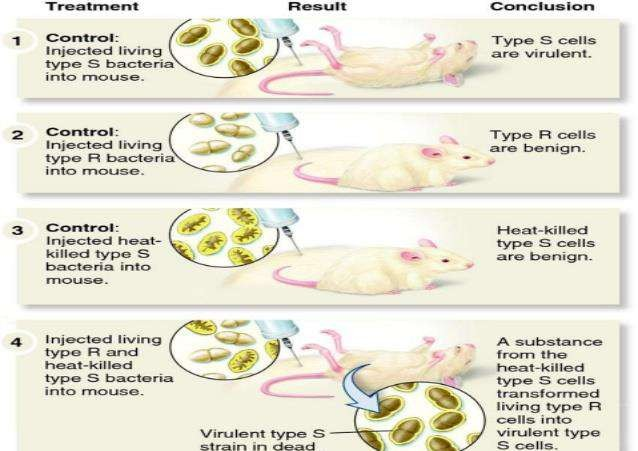 Treatment Result Conclusion
1 Control:
Injected living
type S bacteria
into mouse.
Type S cells
are virulent.
2 Control:
Injected living
type R bacteria
into mouse.
Type R cells
are benign.
3 Control:
Injected heat-
killed type S
bacteria into
mouse.
Heat-killed
type S cells
are benign.
4 Injected living
type R and
heat-killed
type S bacteria
into mouse.
Virulent type S
strain in dead
A substance
from the
heat-killed
type S cells
transformed
living type R
cells into
virulent type
S cells.